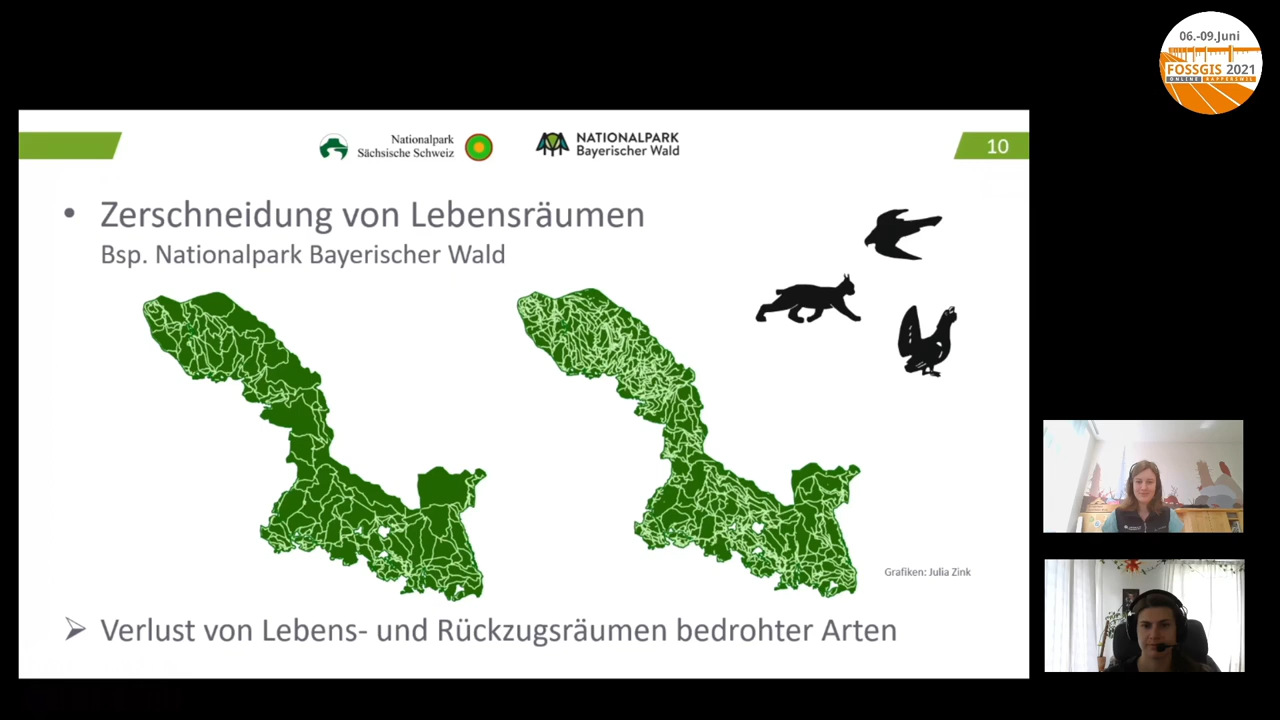 06.-09.Juni
FOSSGIS 2021
ONLINE RAPPERSWIL
Nationalpark
Sächsische Schweiz
NATIONALPARK
Bayerischer Wald
10
• Zerschneidung von Lebensräumen
Bsp. Nationalpark Bayerischer Wald
Grafiken: Julia Zink
➢ Verlust von Lebens- und Rückzugsräumen bedrohter Arten